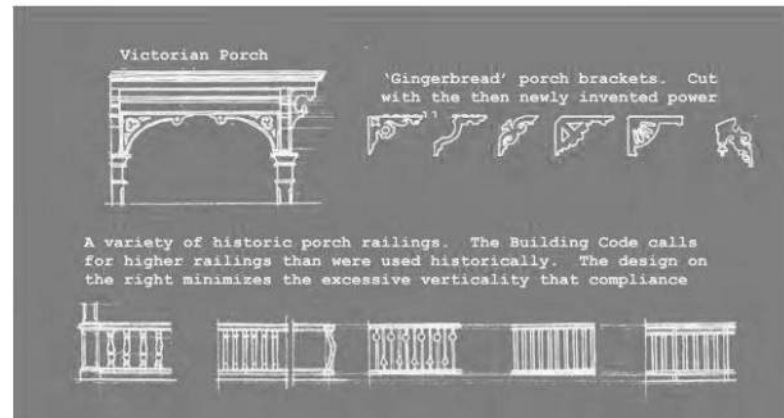 Victorian Porch
'Gingerbread' porch brackets. Cut
with the then newly invented power
A variety of historic porch railings. The Building Code calls
for higher railings than were used historically. The design on
the right minimizes the excessive verticality that compliance